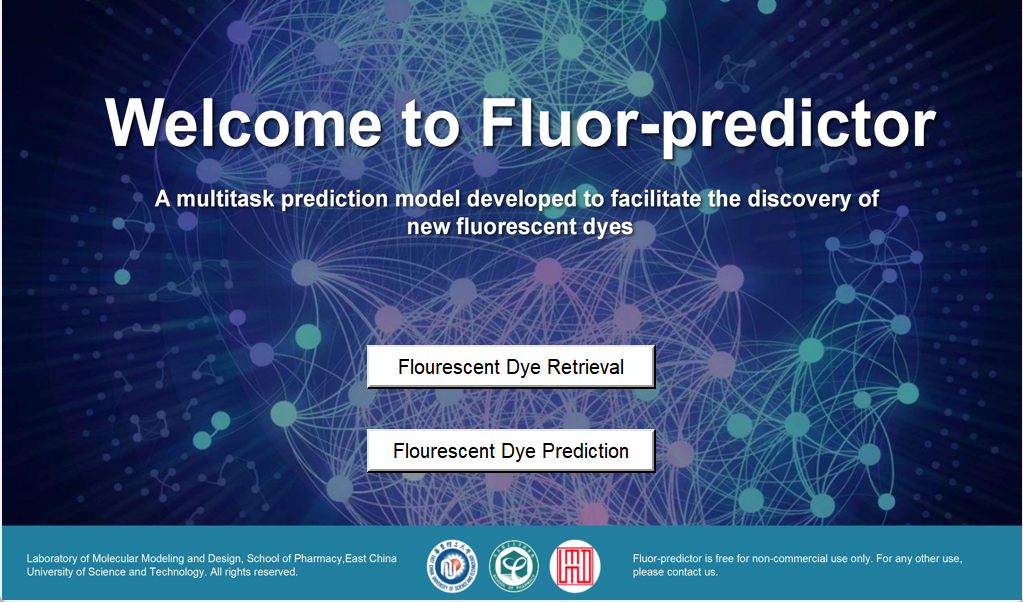 Welcome to Fluor-predictor
A multitask prediction model developed to facilitate the discovery of
new fluorescent dyes
Flourescent Dye Retrieval
Flourescent Dye Prediction
Laboratory of Molecular Modeling and Design, School of Pharmacy,East China
University of Science and Technology. All rights reserved.
Fluor-predictor is free for non-commercial use only. For any other use,
please contact us.